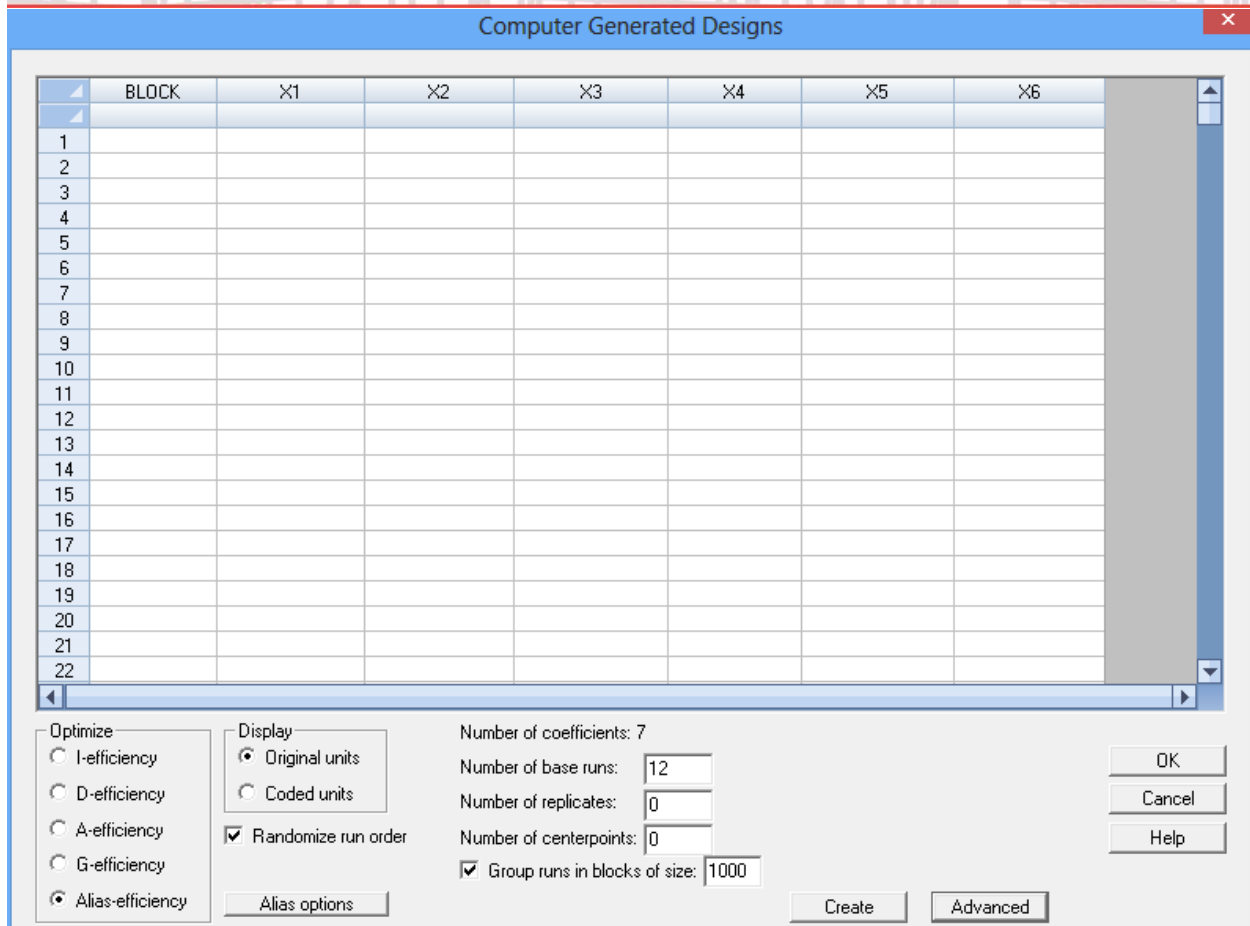 Computer Generated Designs
BLOCK X1 X2 X3 X4 X5 X6
1
2
3
4
5
6
7
8
9
10
11
12
13
14
15
16
17
18
19
20
21
22
Optimize
I-efficiency
D-efficiency
A-efficiency
G-efficiency
Alias-efficiency
Display
Original units
Coded units
Randomize run order
Alias options
Number of coefficients: 7
Number of base runs: 12
Number of replicates: 0
Number of centerpoints: 0
Group runs in blocks of size: 1000
Create
Advanced
OK
Cancel
Help